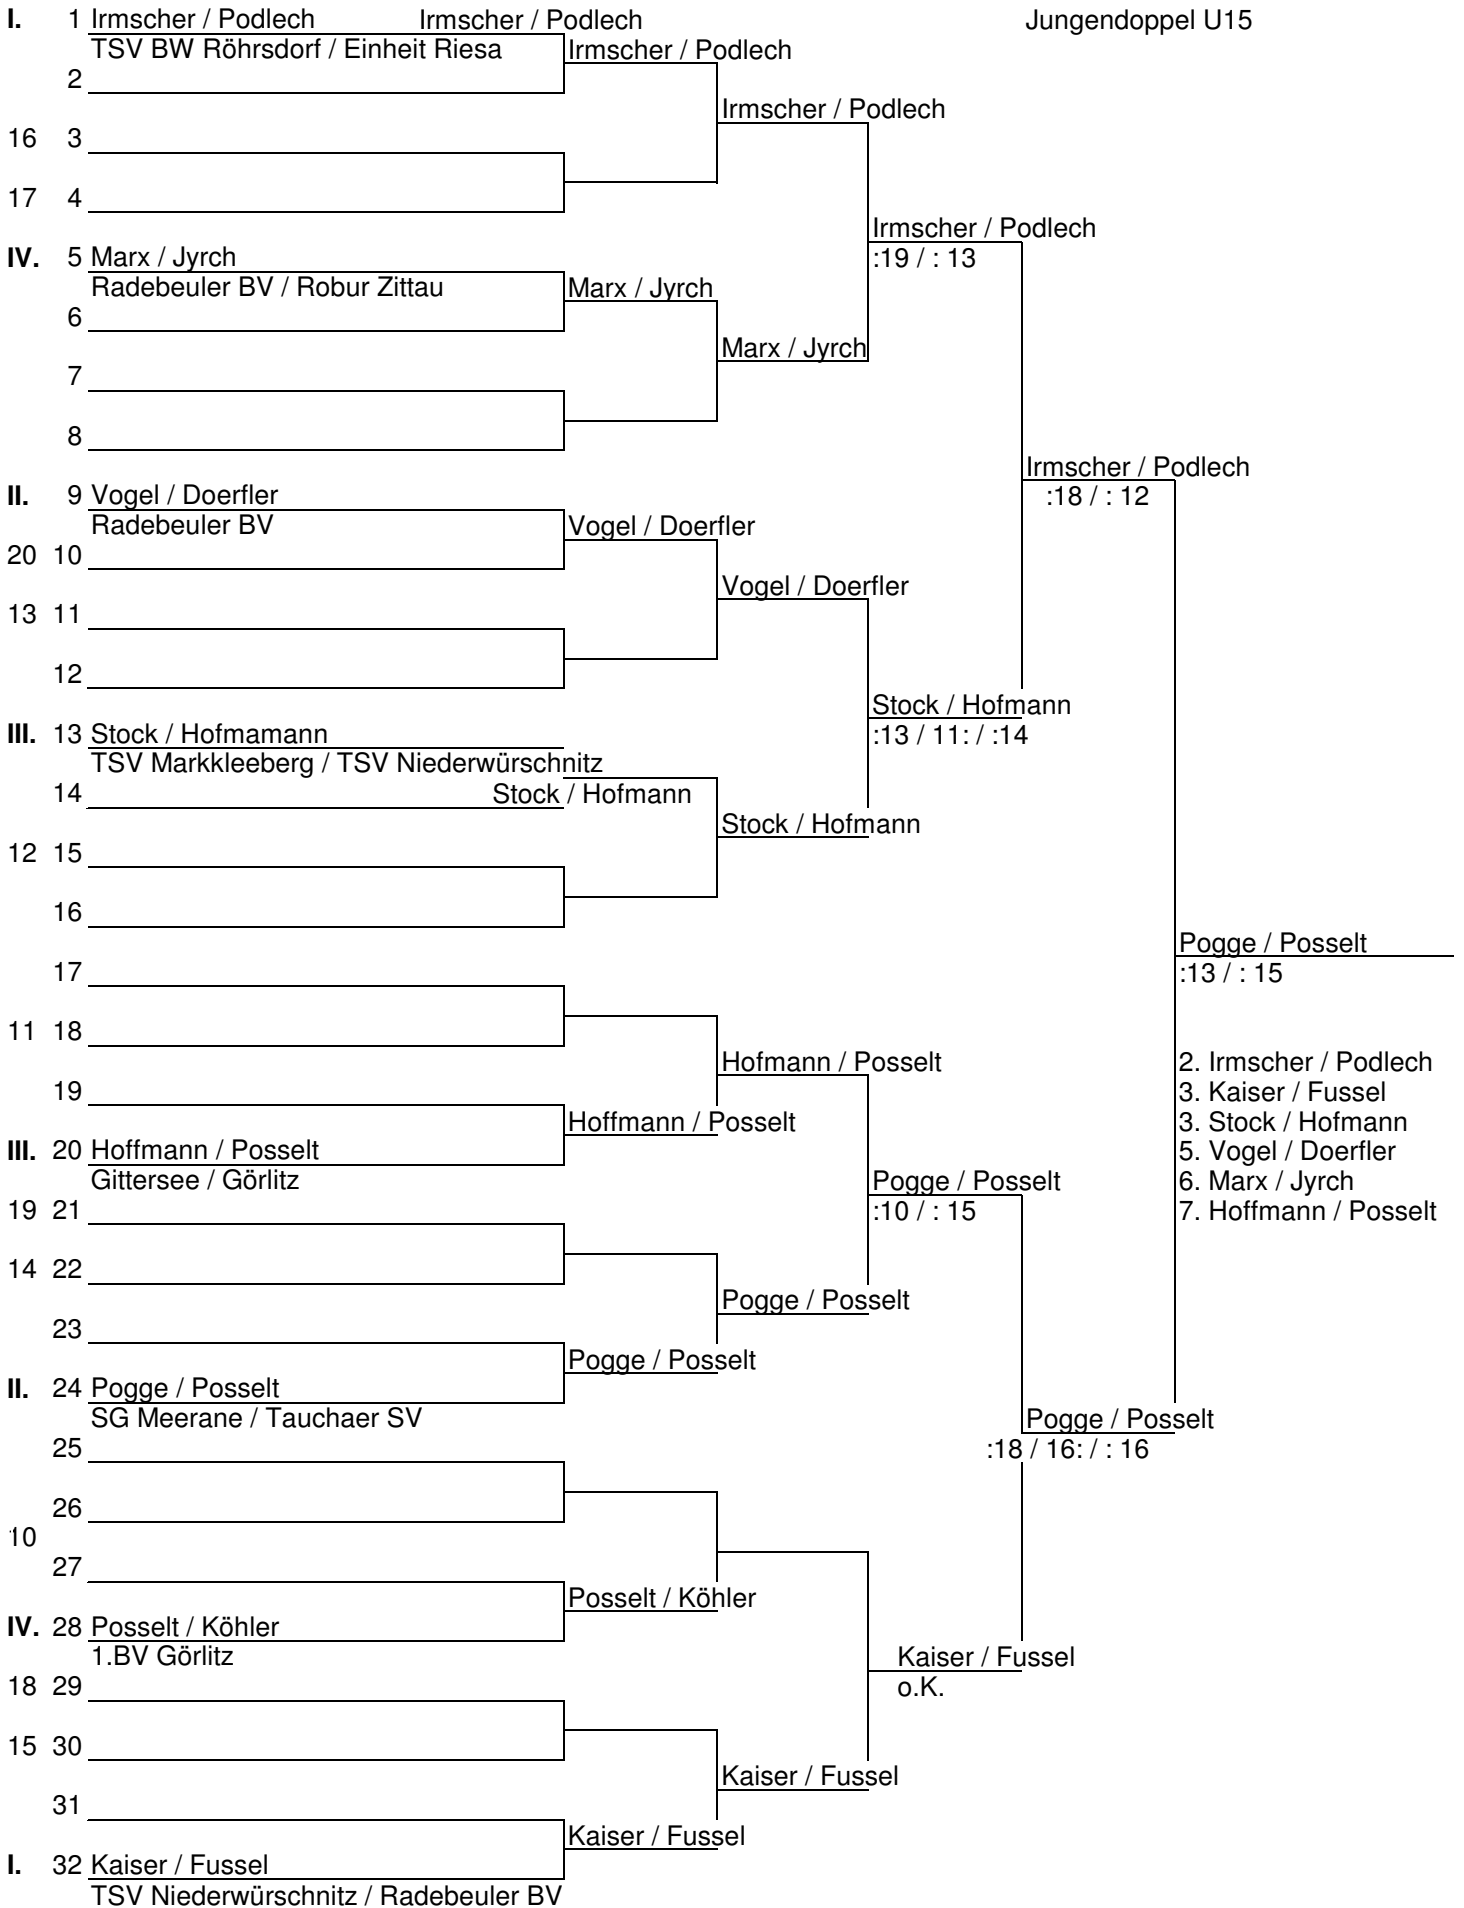 I. 1 Irmscher / Podlech Irmscher / Podlech Jungendoppel U15
TSV BW Röhrsdorf / Einheit Riesa Irmscher / Podlech
2
Irmscher / Podlech
16 3
17 4
Irmscher / Podlech
IV. 5 Marx / Jyrch :19 / : 13
Radebeuler BV / Robur Zittau Marx / Jyrch
6
Marx / Jyrch
7
8
Irmscher / Podlech
II. 9 Vogel / Doerfler :18 / : 12
Radebeuler BV Vogel / Doerfler
20 10
Vogel / Doerfler
13 11
12
Stock / Hofmann
III. 13 Stock / Hofmamann :13 / 11: / :14
TSV Markkleeberg / TSV Niederwürschnitz
14 Stock / Hofmann
Stock / Hofmann
12 15
16
Pogge / Posselt
17 :13 / : 15
11 18
Hofmann / Posselt 2. Irmscher / Podlech
19 3. Kaiser / Fussel
Hoffmann / Posselt 3. Stock / Hofmann
III. 20 Hoffmann / Posselt 5. Vogel / Doerfler
Gittersee / Görlitz Pogge / Posselt 6. Marx / Jyrch
19 21 :10 / : 15 7. Hoffmann / Posselt
14 22
Pogge / Posselt
23
Pogge / Posselt
II. 24 Pogge / Posselt
SG Meerane / Tauchaer SV Pogge / Posselt
25 :18 / 16: / : 16
26
10
27
Posselt / Köhler
IV. 28 Posselt / Köhler
1.BV Görlitz Kaiser / Fussel
18 29 o.K.
15 30
Kaiser / Fussel
31
Kaiser / Fussel
I. 32 Kaiser / Fussel
TSV Niederwürschnitz / Radebeuler BV